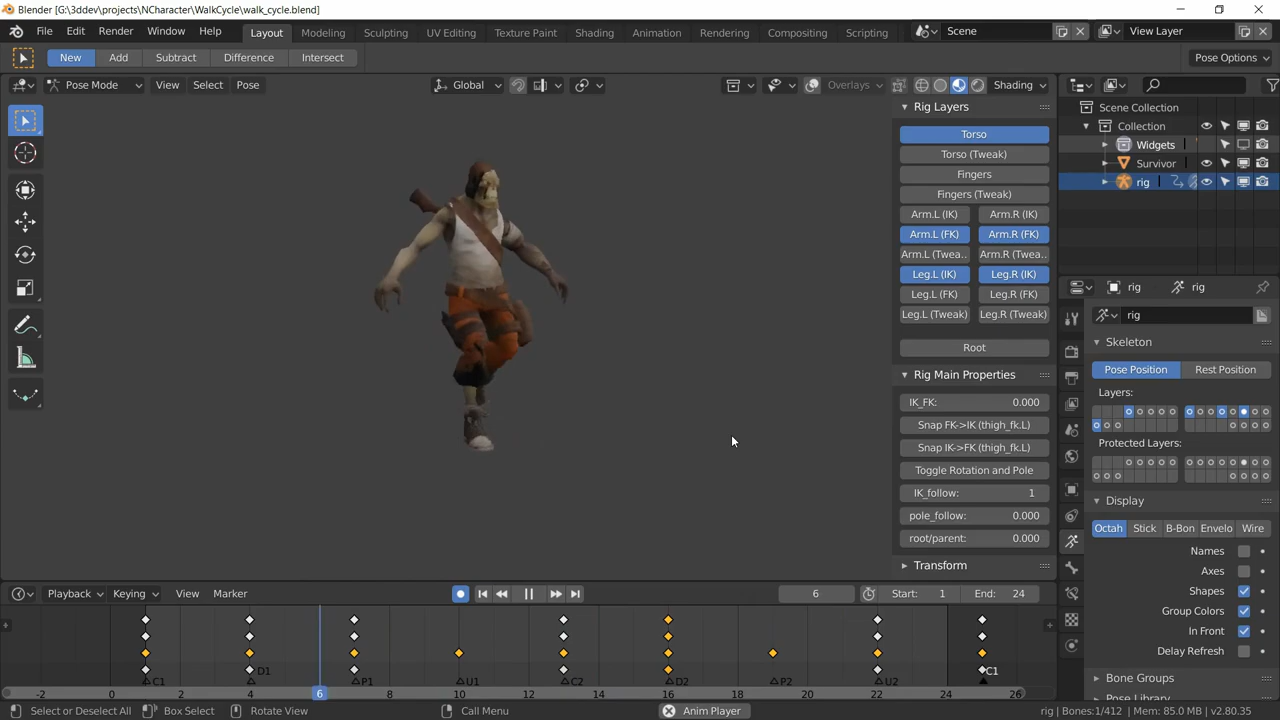 Blender [G:\3ddev\projects\NCharacter\WalkCycle\walk_cycle.blend]
File Edit Render Window Help Layout Modeling Sculpting UV Editing Texture Paint Shading Animation Rendering Compositing Scripting Scene View Layer
New Add Subtract Difference Intersect Pose Options
Pose Mode View Select Pose Global Overlays Shading
Rig Layers
Torso
Torso (Tweak)
Fingers
Fingers (Tweak)
Arm.L (IK) Arm.R (IK)
Arm.L (FK) Arm.R (FK)
Arm.L (Twea.. Arm.R (Twea..
Leg.L (IK) Leg.R (IK)
Leg.L (FK) Leg.R (FK)
Leg.L (Tweak) Leg.R (Tweak)
Root
Rig Main Properties
IK_FK: 0.000
Snap FK->IK (thigh_fk.L)
Snap IK->FK (thigh_fk.L)
Toggle Rotation and Pole
IK_follow: 1
pole_follow: 0.000
root/parent: 0.000
Transform
Scene Collection
Collection
Widgets
Survivor
rig
rig rig
rig
Skeleton
Pose Position Rest Position
Layers:
Protected Layers:
Display
Octah Stick B-Bon Envelo Wire
Names
Axes
Shapes
Group Colors
In Front
Delay Refresh
Bone Groups
Pose Library
Playback Keying View Marker 6 Start: 1 End: 24
C1 D1 P1 U1 C2 D2 P2 U2 C1
-2 0 2 4 6 8 10 12 14 16 18 20 22 24 26
Select or Deselect All Box Select Rotate View Call Menu Anim Player rig | Bones:1/412 | Mem: 85.0 MB | v2.80.35